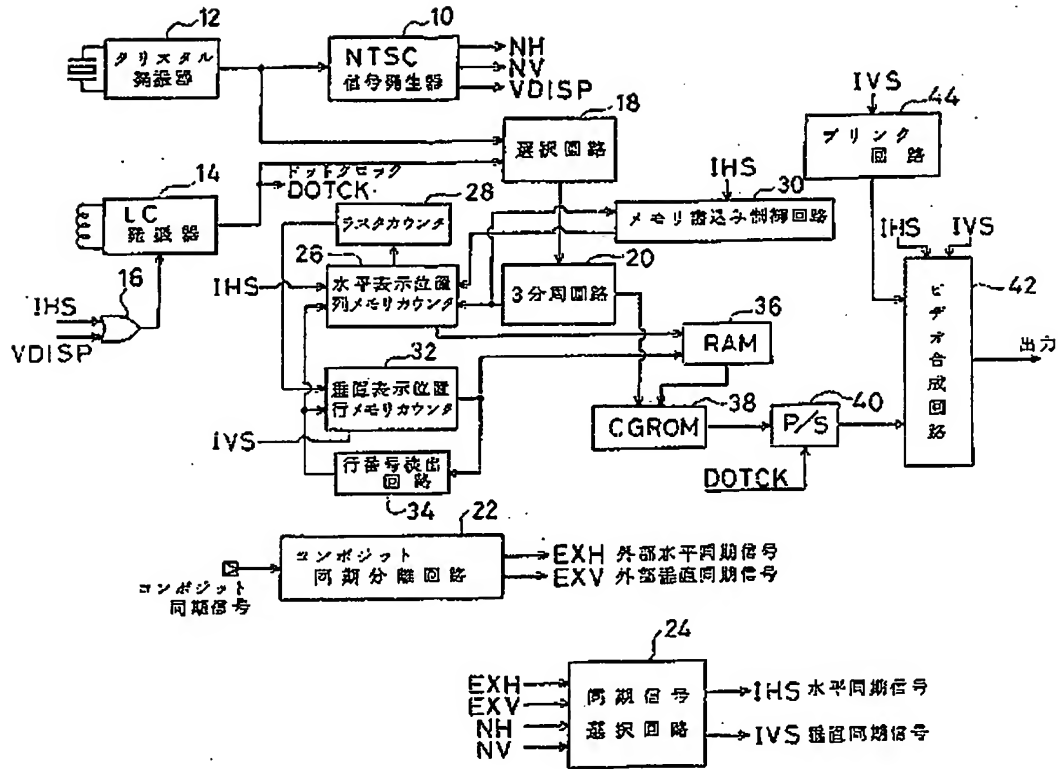 12
クリスタル
発振器
10
NTSC
信号発生器
NH
NV
VDISP
18
選択回路
IVS
44
ブリンク
回路
14
LC
発振器
ドットクロック
DOTCK
28
ラスタカウンタ
IHS
30
メモリ書込み制御回路
IHS
IVS
16
IHS
VDISP
26
IHS
水平表示位置
列メモリカウンタ
20
3分周回路
36
RAM
42
ビデオ合成回路
出力
32
垂直表示位置
行メモリカウンタ
IVS
38
CGROM
40
P/S
DOTCK
行番号検出
回路
34
22
コンポジット
同期分離回路
コンポジット
同期信号
EXH 外部水平同期信号
EXV 外部垂直同期信号
24
EXH
EXV
NH
NV
同期信号
選択回路
IHS 水平同期信号
IVS 垂直同期信号